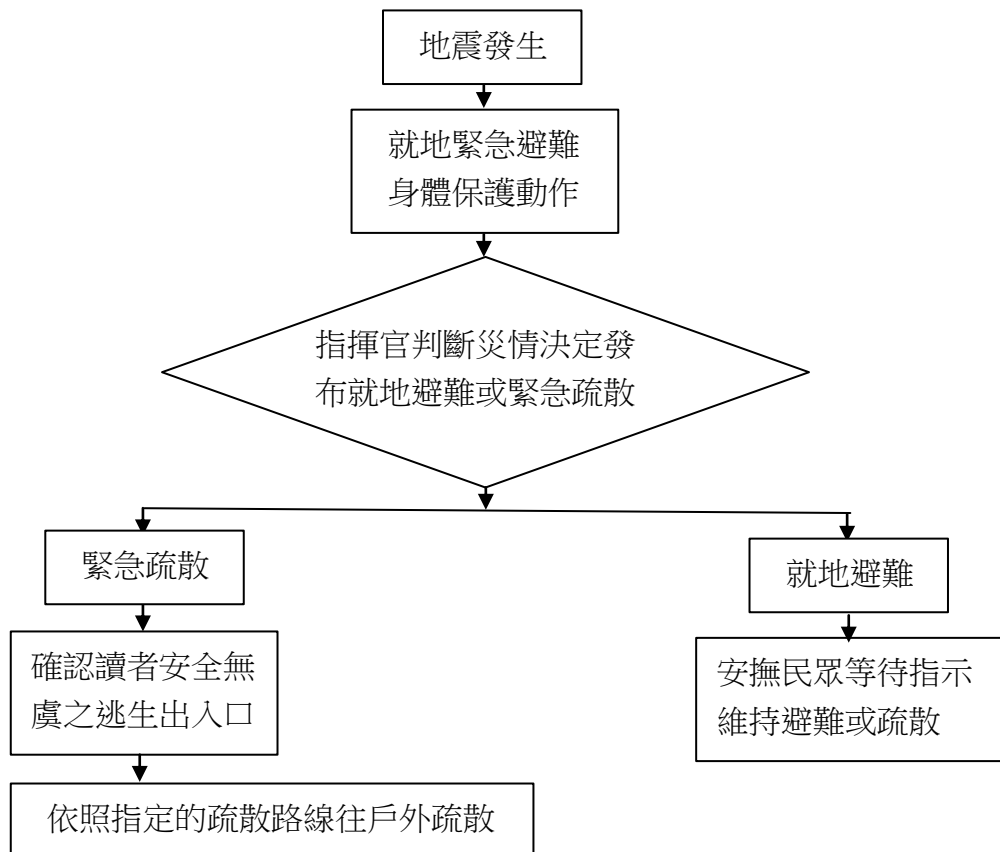 地震發生
就地緊急避難
身體保護動作
指揮官判斷災情決定發
布就地避難或緊急疏散
緊急疏散
就地避難
確認讀者安全無
虞之逃生出入口
安撫民眾等待指示
維持避難或疏散
依照指定的疏散路線往戶外疏散